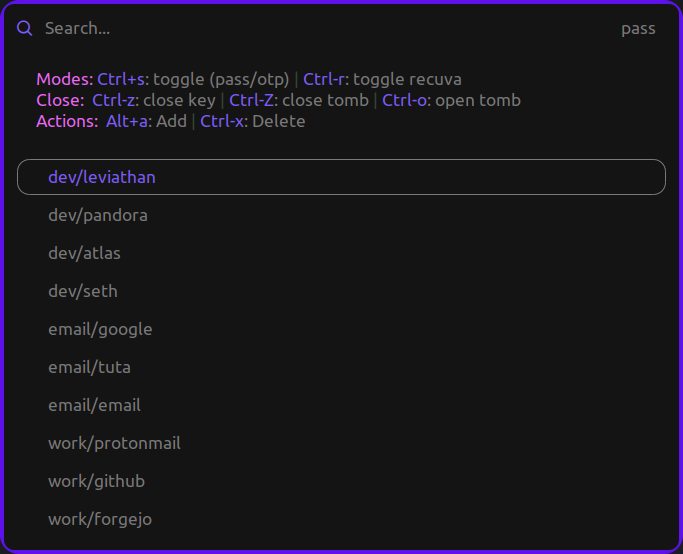 Search... pass
Modes: Ctrl+s: toggle (pass/otp) | Ctrl-r: toggle recuva
Close: Ctrl-z: close key | Ctrl-Z: close tomb | Ctrl-o: open tomb
Actions: Alt+a: Add | Ctrl-x: Delete
dev/leviathan
dev/pandora
dev/atlas
dev/seth
email/google
email/tuta
email/email
work/protonmail
work/github
work/forgejo